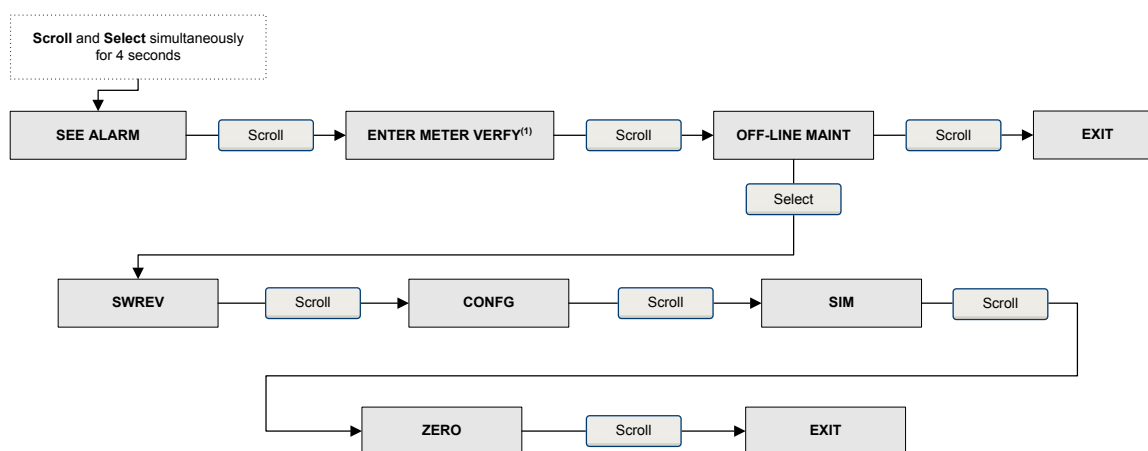 Scroll and Select simultaneously
for 4 seconds
SEE ALARM
Scroll
ENTER METER VERFY(1)
Scroll
OFF-LINE MAINT
Scroll
EXIT
Select
SWREV
Scroll
CONFG
Scroll
SIM
Scroll
ZERO
Scroll
EXIT